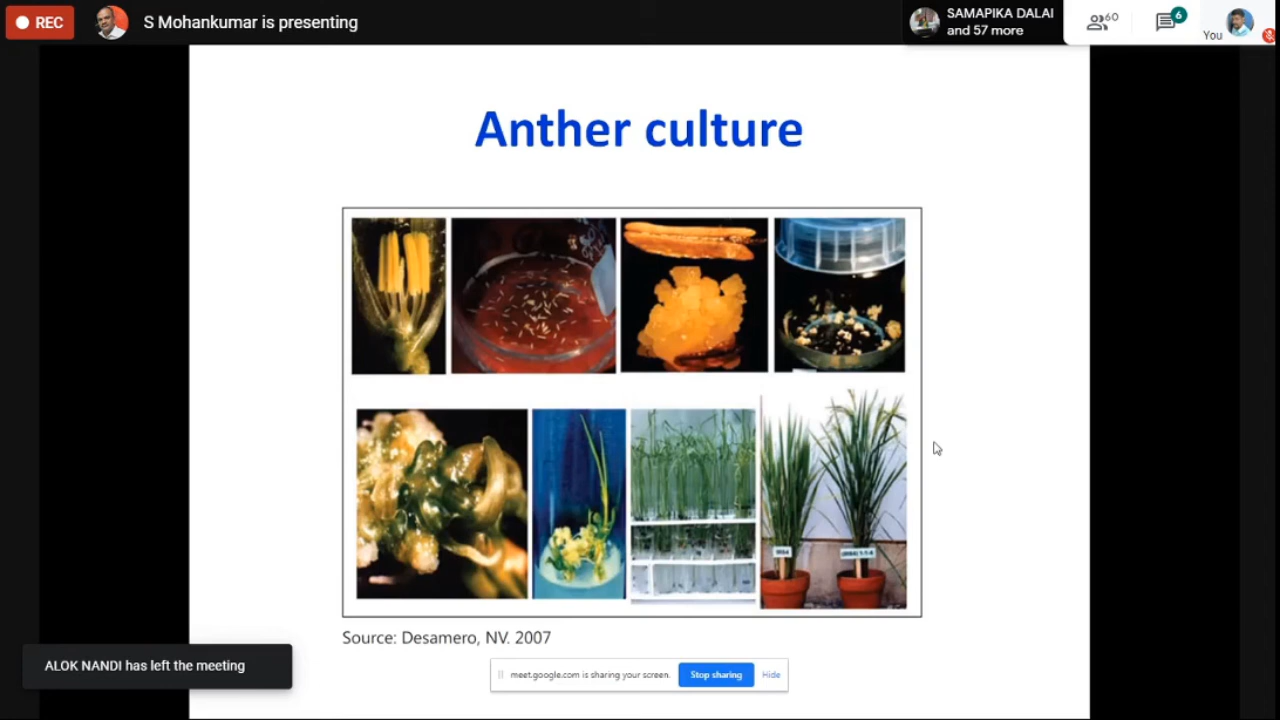 REC
S Mohankumar is presenting
SAMAPIKA DALAI
and 57 more
60
6
You
Anther culture
Source: Desamero, NV. 2007
meet.google.com is sharing your screen.
Stop sharing
Hide
ALOK NANDI has left the meeting